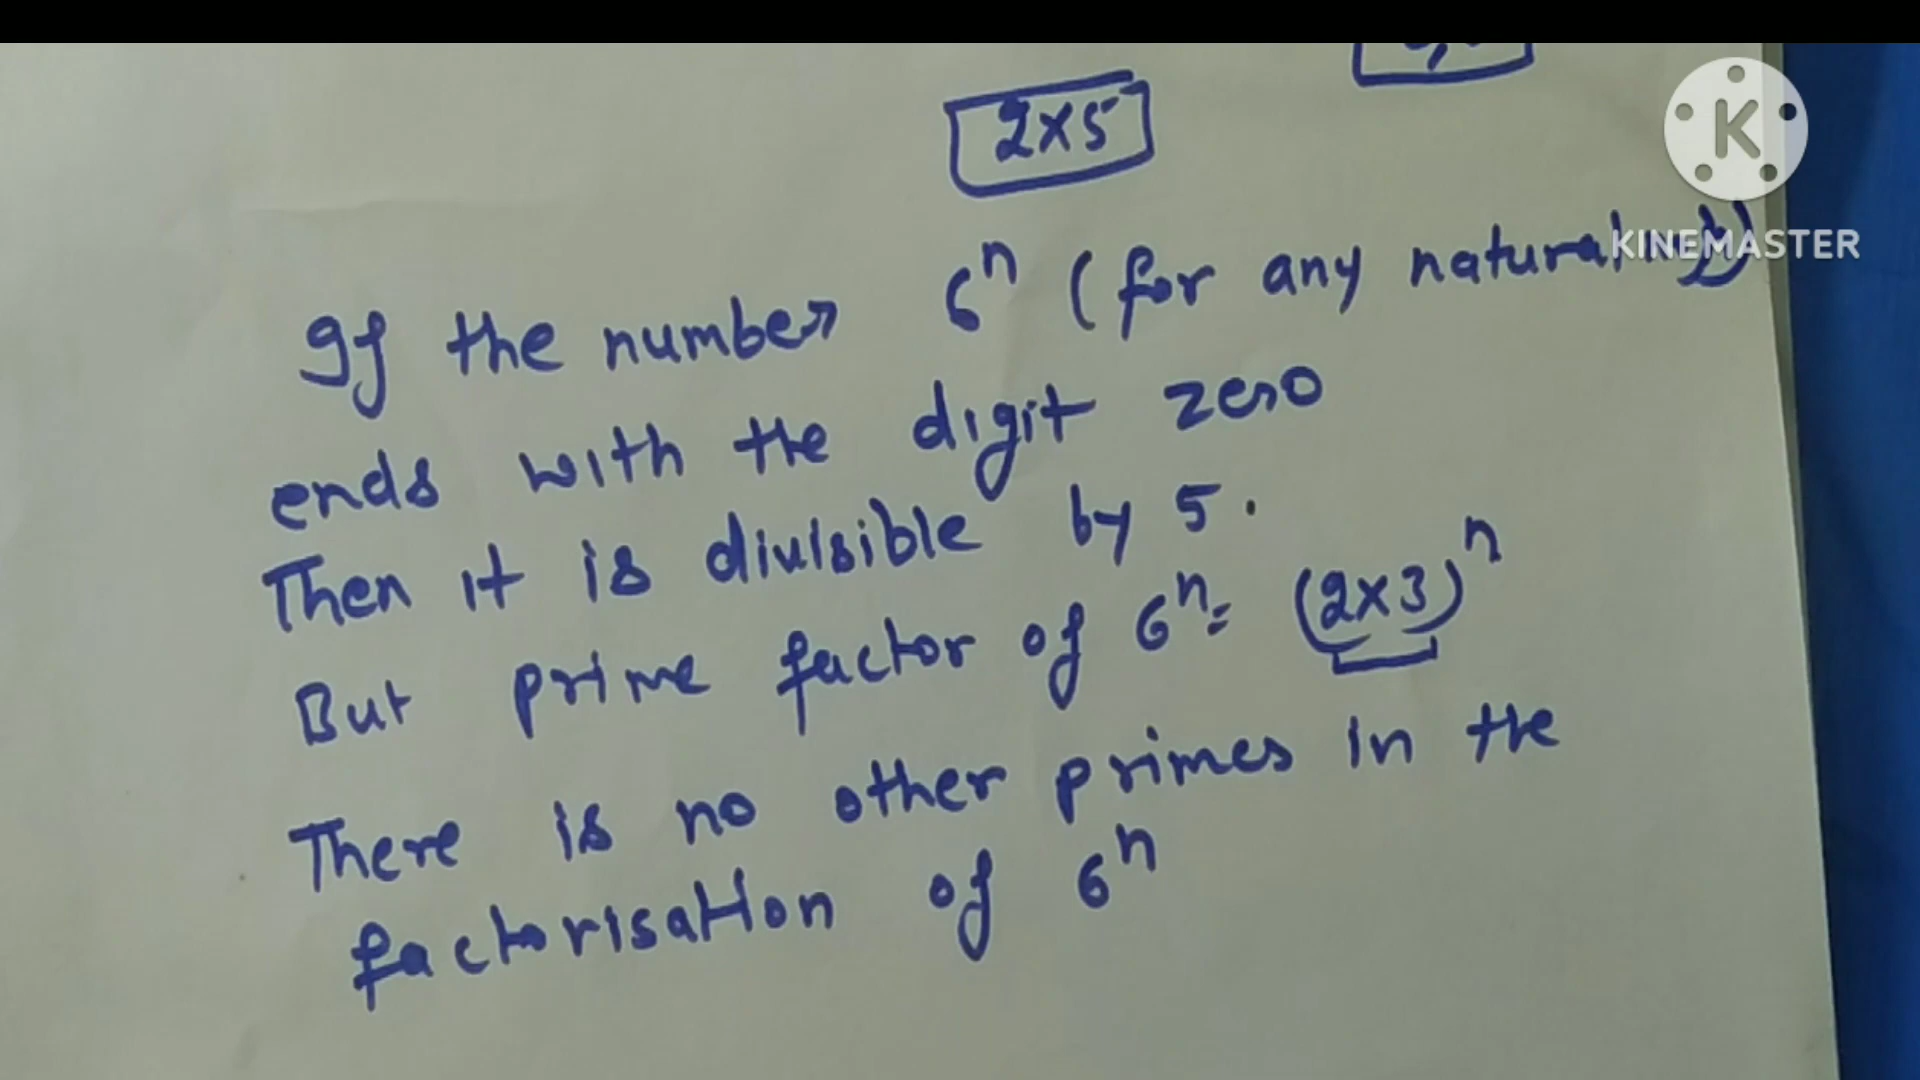 2×5
K
KINEMASTER
If the number 6ⁿ (for any natural
ends with the digit zero
Then it is divisible by 5.
But prime factor of 6ⁿ = (2×3)ⁿ
There is no other primes in the
factorisation of 6ⁿ